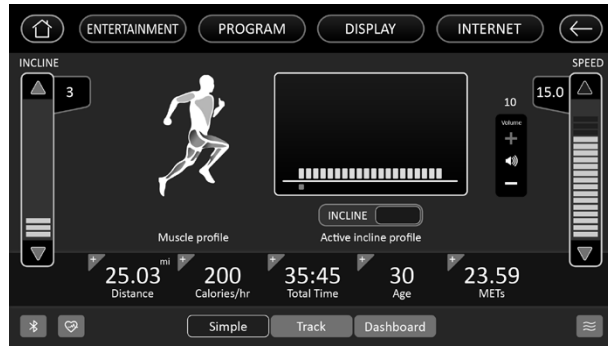 ENTERTAINMENT PROGRAM DISPLAY INTERNET
INCLINE SPEED
3 15.0
10
Volume
INCLINE
Muscle profile Active incline profile
mi
25.03 200 35:45 30 23.59
Distance Calories/hr Total Time Age METs
Simple Track Dashboard